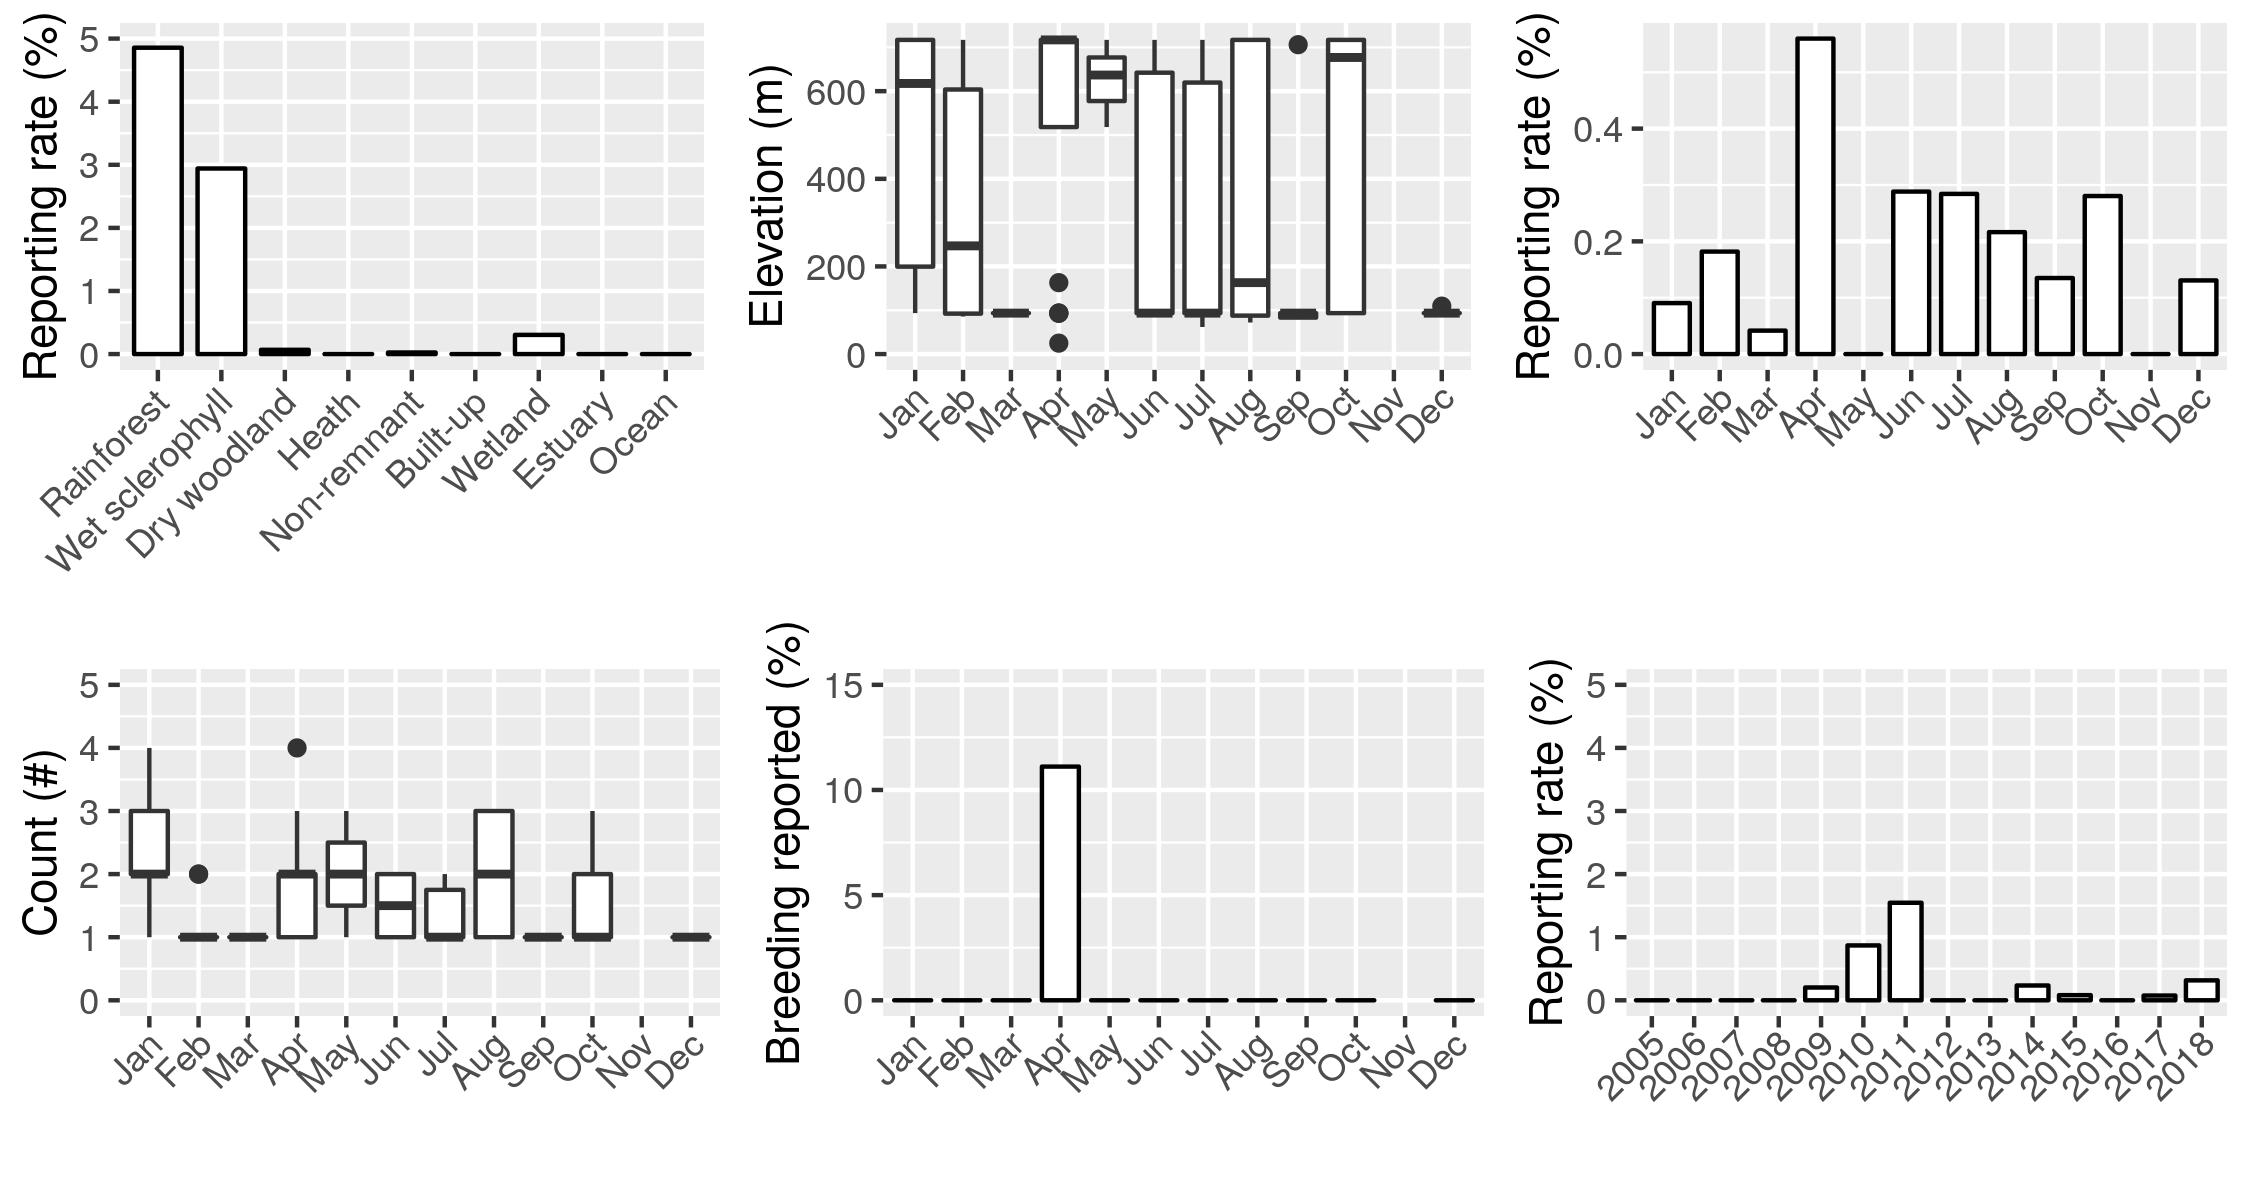 Reporting rate (%)
5
4
3
2
1
0
Rainforest
Wet sclerophyll
Dry woodland
Heath
Non-remnant
Built-up
Wetland
Estuary
Ocean
Elevation (m)
600
400
200
0
Jan
Feb
Mar
Apr
May
Jun
Jul
Aug
Sep
Oct
Nov
Dec
Reporting rate (%)
0.4
0.2
0.0
Jan
Feb
Mar
Apr
May
Jun
Jul
Aug
Sep
Oct
Nov
Dec
Count (#)
5
4
3
2
1
0
Jan
Feb
Mar
Apr
May
Jun
Jul
Aug
Sep
Oct
Nov
Dec
Breeding reported (%)
15
10
5
0
Jan
Feb
Mar
Apr
May
Jun
Jul
Aug
Sep
Oct
Nov
Dec
Reporting rate (%)
5
4
3
2
1
0
2005
2006
2007
2008
2009
2010
2011
2012
2013
2014
2015
2016
2017
2018